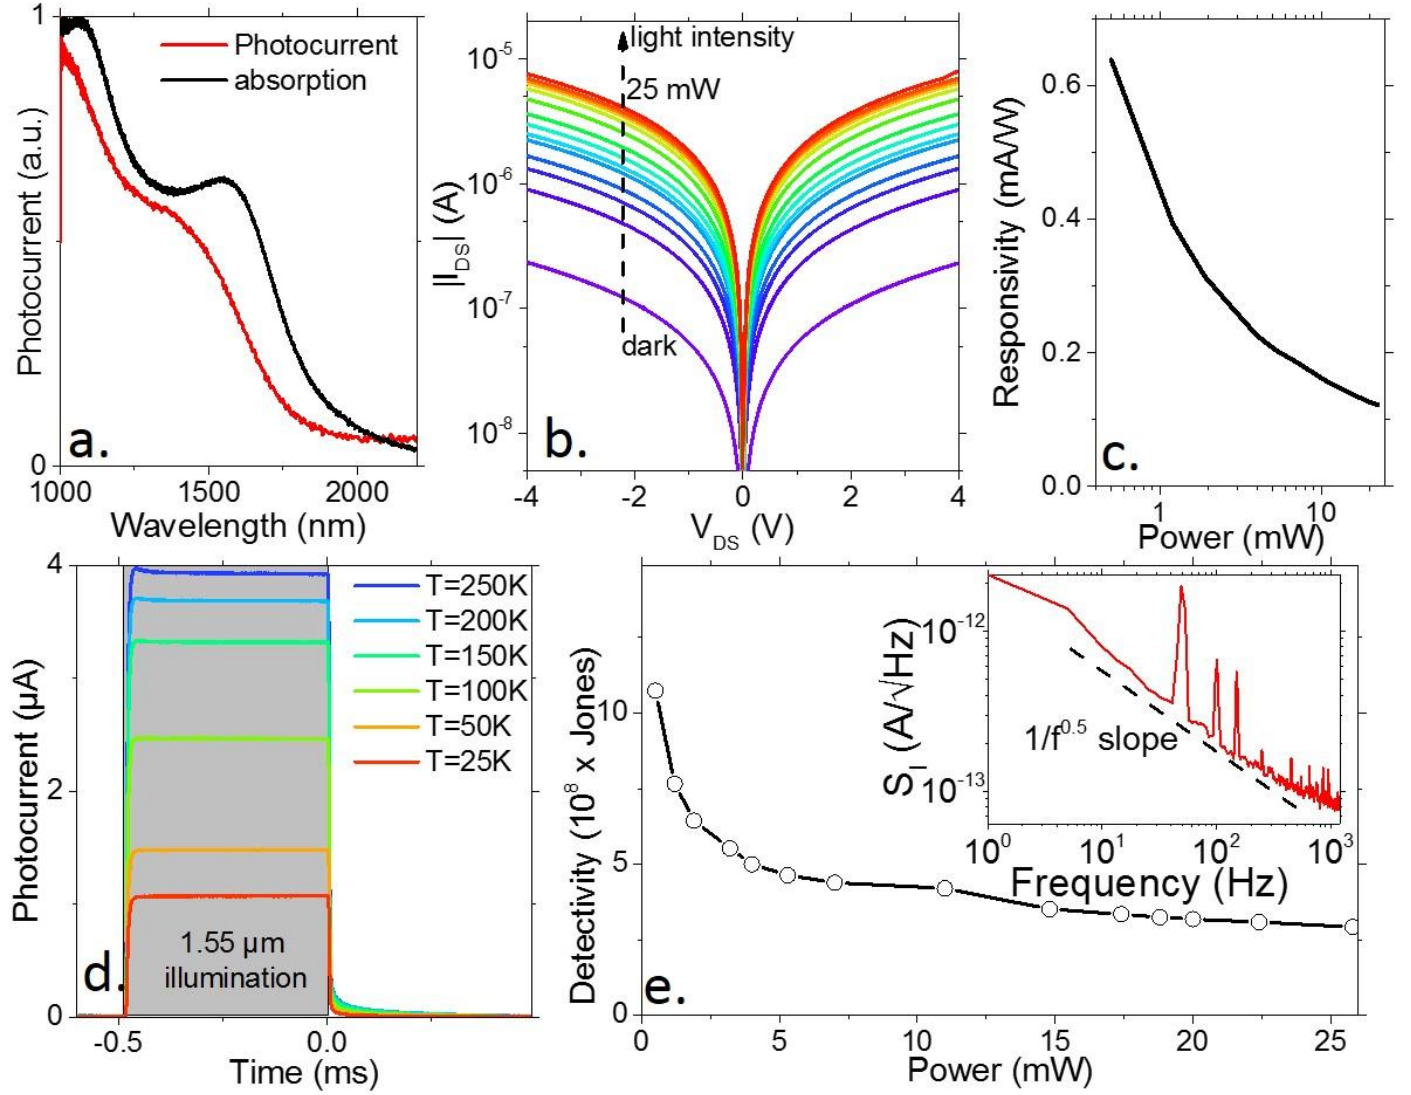 1
Photocurrent
absorption
Photocurrent (a.u.)
a.
0
1000
1500
2000
Wavelength (nm)
light intensity
10⁻⁵
25 mW
10⁻⁶
||I_DS| (A)
10⁻⁷
dark
10⁻⁸
b.
-4
-2
0
2
4
V_DS (V)
0.6
0.4
0.2
0.0
Responsivity (mA/W)
c.
1
10
Power (mW)
4
T=250K
T=200K
T=150K
T=100K
T=50K
T=25K
Photocurrent (µA)
2
1.55 µm
illumination
d.
0
-0.5
0.0
Time (ms)
10
5
0
Detectivity (10⁸ x Jones)
e.
0
5
10
15
20
25
Power (mW)
10⁻¹²
10⁻¹³
S_I (A/√Hz)
1/f^0.5 slope
10⁰
10¹
10²
10³
Frequency (Hz)